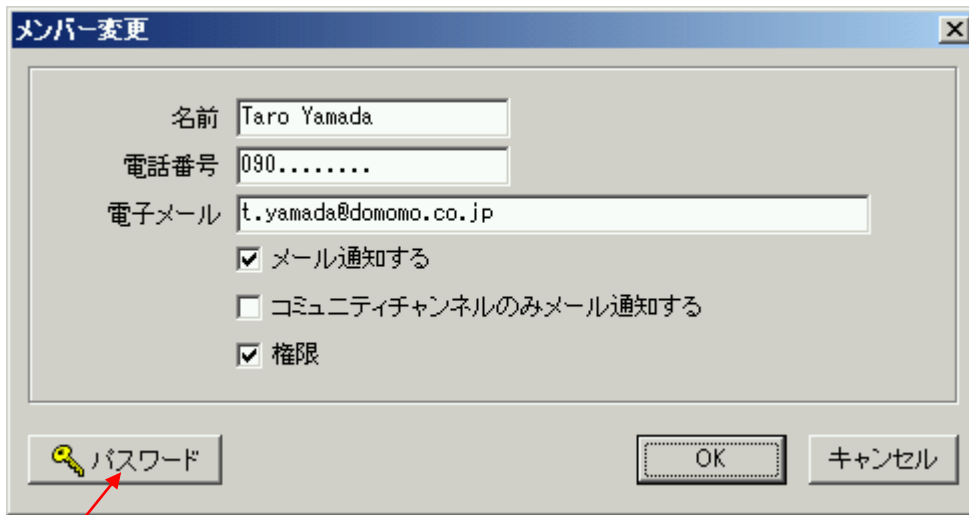 メンバー変更
名前 Taro Yamada
電話番号 090........
電子メール t.yamada@domomo.co.jp
メール通知する
コミュニティチャンネルのみメール通知する
権限
パスワード OK キャンセル